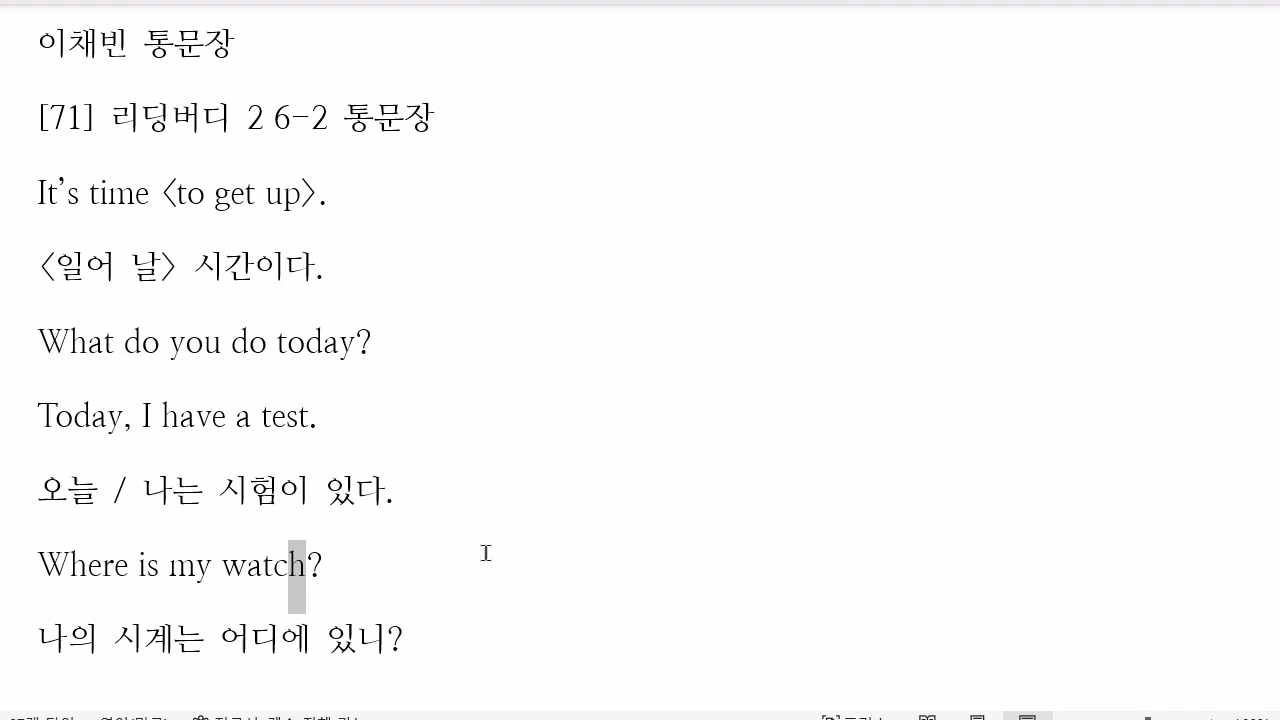 이채빈 통문장
[71] 리딩버디 2 6-2 통문장
It’s time <to get up>.
<일어 날> 시간이다.
What do you do today?
Today, I have a test.
오늘 / 나는 시험이 있다.
Where is my watch?
나의 시계는 어디에 있니?